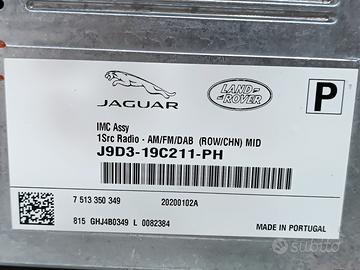 JAGUAR
LAND ROVER
P
IMC Assy
1Src Radio - AM/FM/DAB (ROW/CHN) MID
J9D3-19C211-PH
7 513 350 349 20200102A
815 GHJ4B0349 L 0082384 MADE IN PORTUGAL
subito